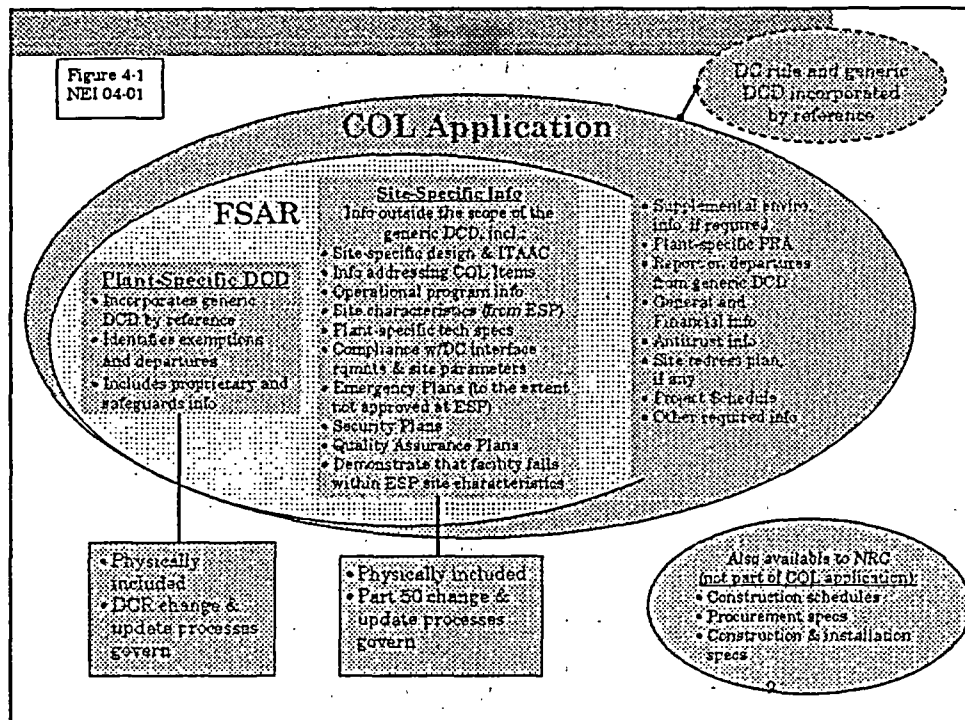 Figure 4-1
NEI 04-01
DC rule and generic
DCD incorporated
by reference
COL Application
FSAR
Plant-Specific DCD
• Incorporates generic
DCD by reference
• Identifies exemptions
and departures
• Includes proprietary and
safeguards info
Site-Specific Info
Info outside the scope of the
generic DCD, incl.:
• Site-specific design & ITAAC
• Info addressing COL Items
• Operational program info
• Site characteristics (from ESP)
• Plant-specific tech specs
• Compliance w/DC interface
rqmnts & site parameters
• Emergency Plans (to the extent
not approved at ESP)
• Security Plans
• Quality Assurance Plans
• Demonstrate that facility falls
within ESP site characteristics
• Supplemental enviro.
info, if required
• Plant-specific PRA
• Report on departures
from generic DCD
• General and
Financial Info
• Antitrust info
• Site redress plan,
if any
• Project Schedule
• Other required info
• Physically
included
• DCR change &
update processes
govern
• Physically included
• Part 50 change &
update processes
govern
Also available to NRC
(not part of COL application):
• Construction schedules
• Procurement specs
• Construction & installation
specs